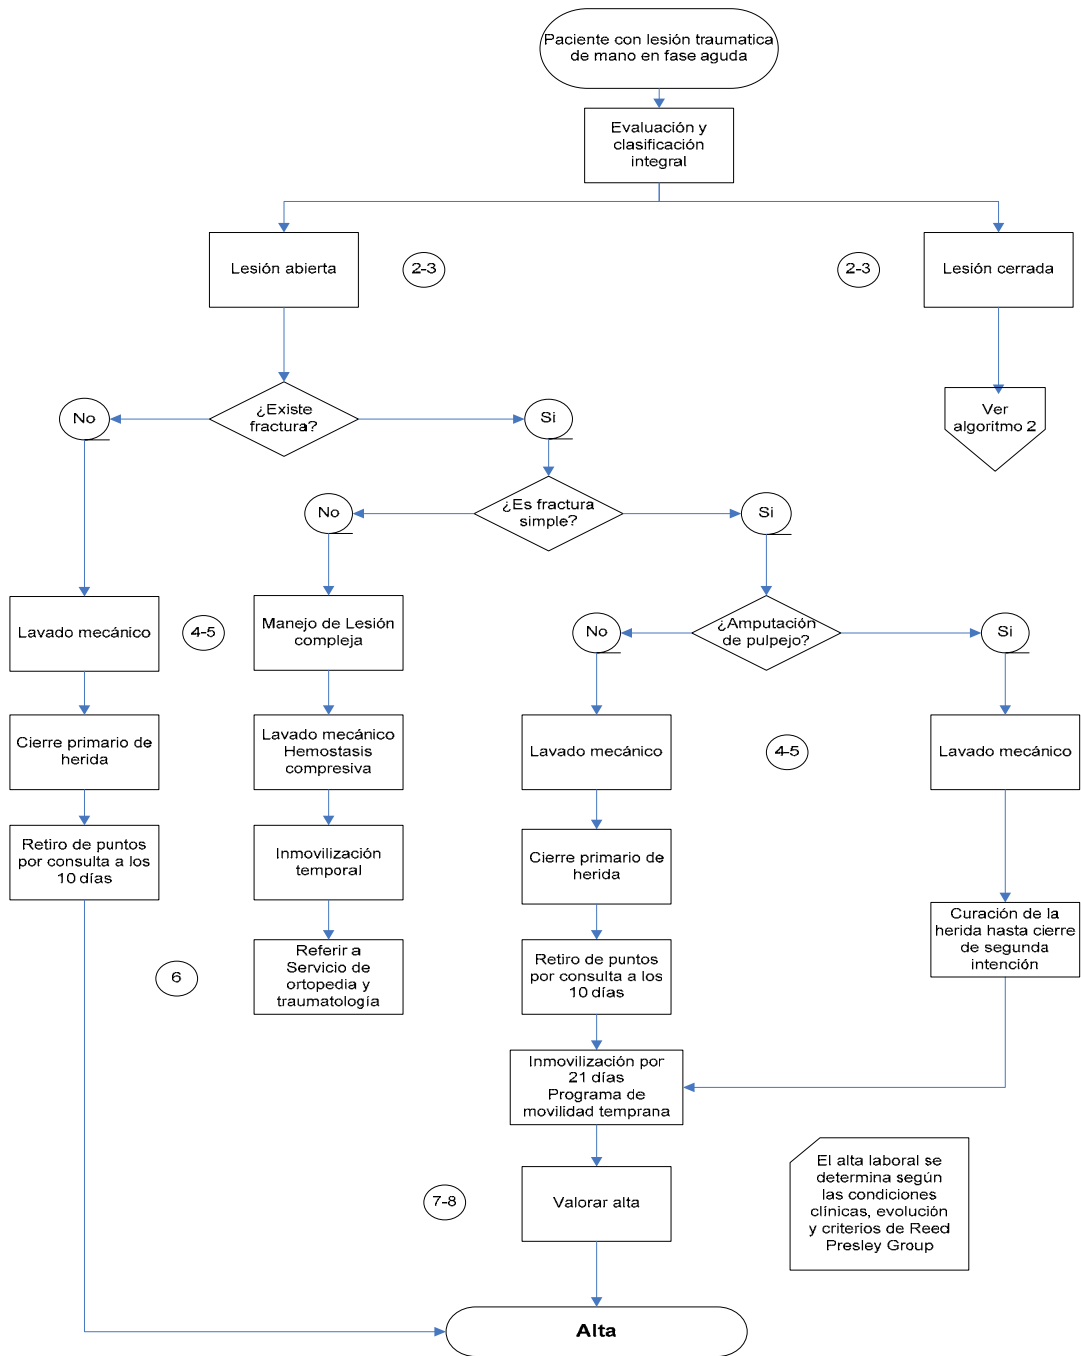 Paciente con lesión traumatica
de mano en fase aguda
Evaluación y
clasificación
integral
Lesión abierta
2-3
2-3
Lesión cerrada
¿Existe
fractura?
No
Si
Ver
algoritmo 2
¿Es fractura
simple?
No
Si
Lavado mecánico
4-5
Manejo de Lesión
compleja
¿Amputación
de pulpejo?
No
Si
Cierre primario de
herida
Lavado mecánico
Hemostasis
compresiva
Lavado mecánico
4-5
Lavado mecánico
Retiro de puntos
por consulta a los
10 días
Inmovilización
temporal
Cierre primario de
herida
Curación de la
herida hasta cierre
de segunda
intención
6
Referir a
Servicio de
ortopedia y
traumatología
Retiro de puntos
por consulta a los
10 días
Inmovilización por
21 días
Programa de
movilidad temprana
7-8
Valorar alta
El alta laboral se
determina según
las condiciones
clínicas, evolución
y criterios de Reed
Presley Group
Alta